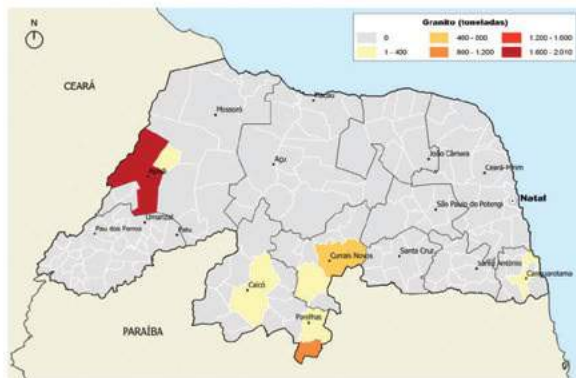 Granito (toneladas)
0
1 - 400
400 - 800
800 - 1.200
1.200 - 1.600
1.600 - 2.010
N
CEARÁ
Macau
Mossoró
Açu
João Câmara
Ceará-Mirim
Apodi
Natal
São Paulo do Potengi
Umarizal
Pau dos Ferros
Patu
Currais Novos
Santa Cruz
Santo Antônio
Canguaretama
Caicó
Parelhas
PARAÍBA